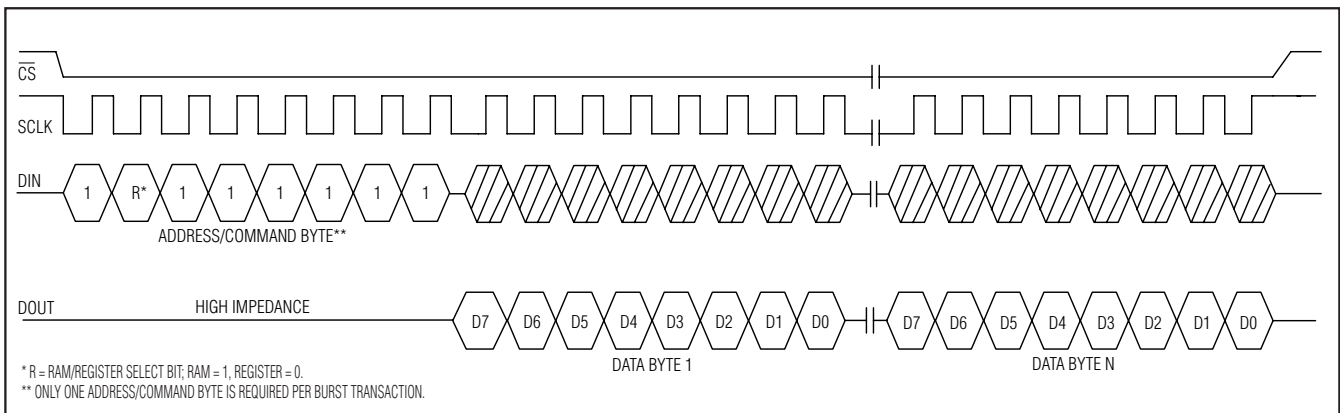 CS
SCLK
DIN 1 R* 1 1 1 1 1 1
ADDRESS/COMMAND BYTE**
DOUT HIGH IMPEDANCE D7 D6 D5 D4 D3 D2 D1 D0 D7 D6 D5 D4 D3 D2 D1 D0
DATA BYTE 1 DATA BYTE N
* R = RAM/REGISTER SELECT BIT; RAM = 1, REGISTER = 0.
** ONLY ONE ADDRESS/COMMAND BYTE IS REQUIRED PER BURST TRANSACTION.